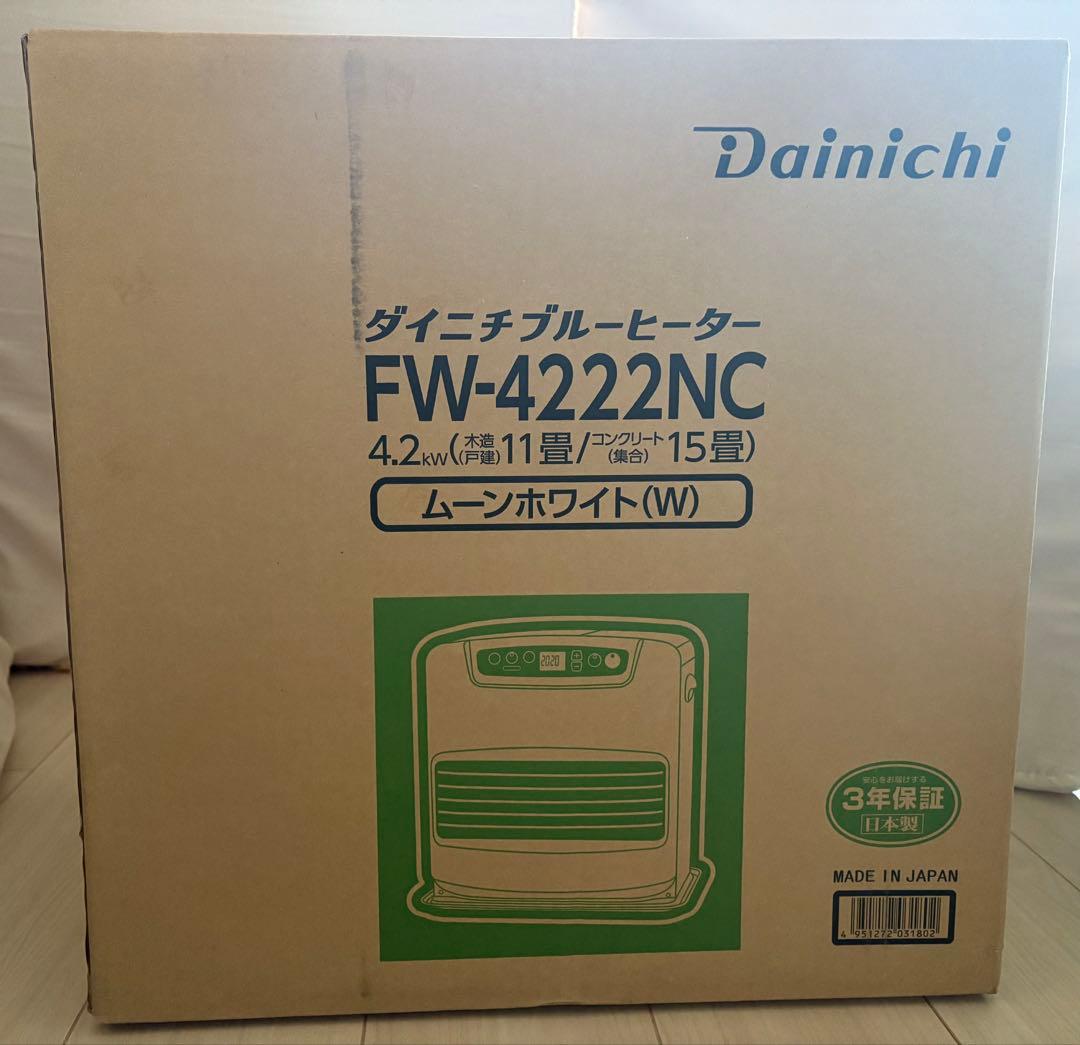 Dainichi
ダイニチブルーヒーター
FW-4222NC
4.2kW(木造(戸建)11畳/コンクリート(集合)15畳)
ムーンホワイト(W)
2020
安心をお届けする
3年保証
日本製
MADE IN JAPAN
4 951272 031802